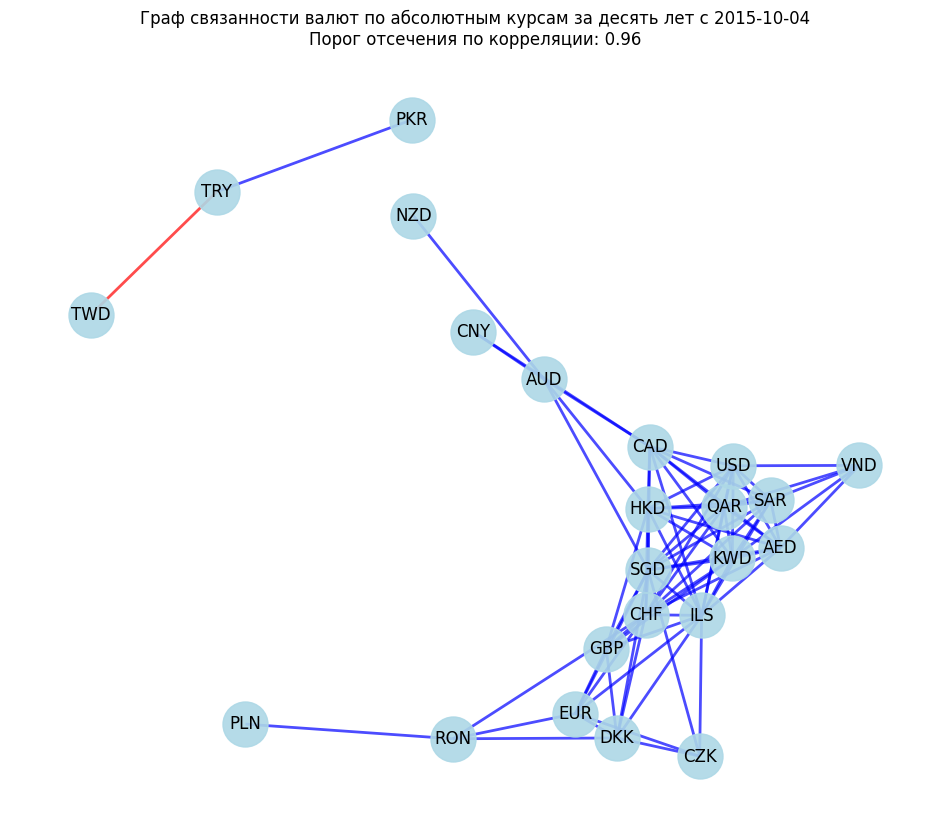 Граф связанности валют по абсолютным курсам за десять лет с 2015-10-04
Порог отсечения по корреляции: 0.96
PKR
TRY
NZD
TWD
CNY
AUD
CAD
USD
VND
SAR
HKD
QAR
AED
KWD
SGD
CHF
ILS
GBP
EUR
PLN
RON
DKK
CZK